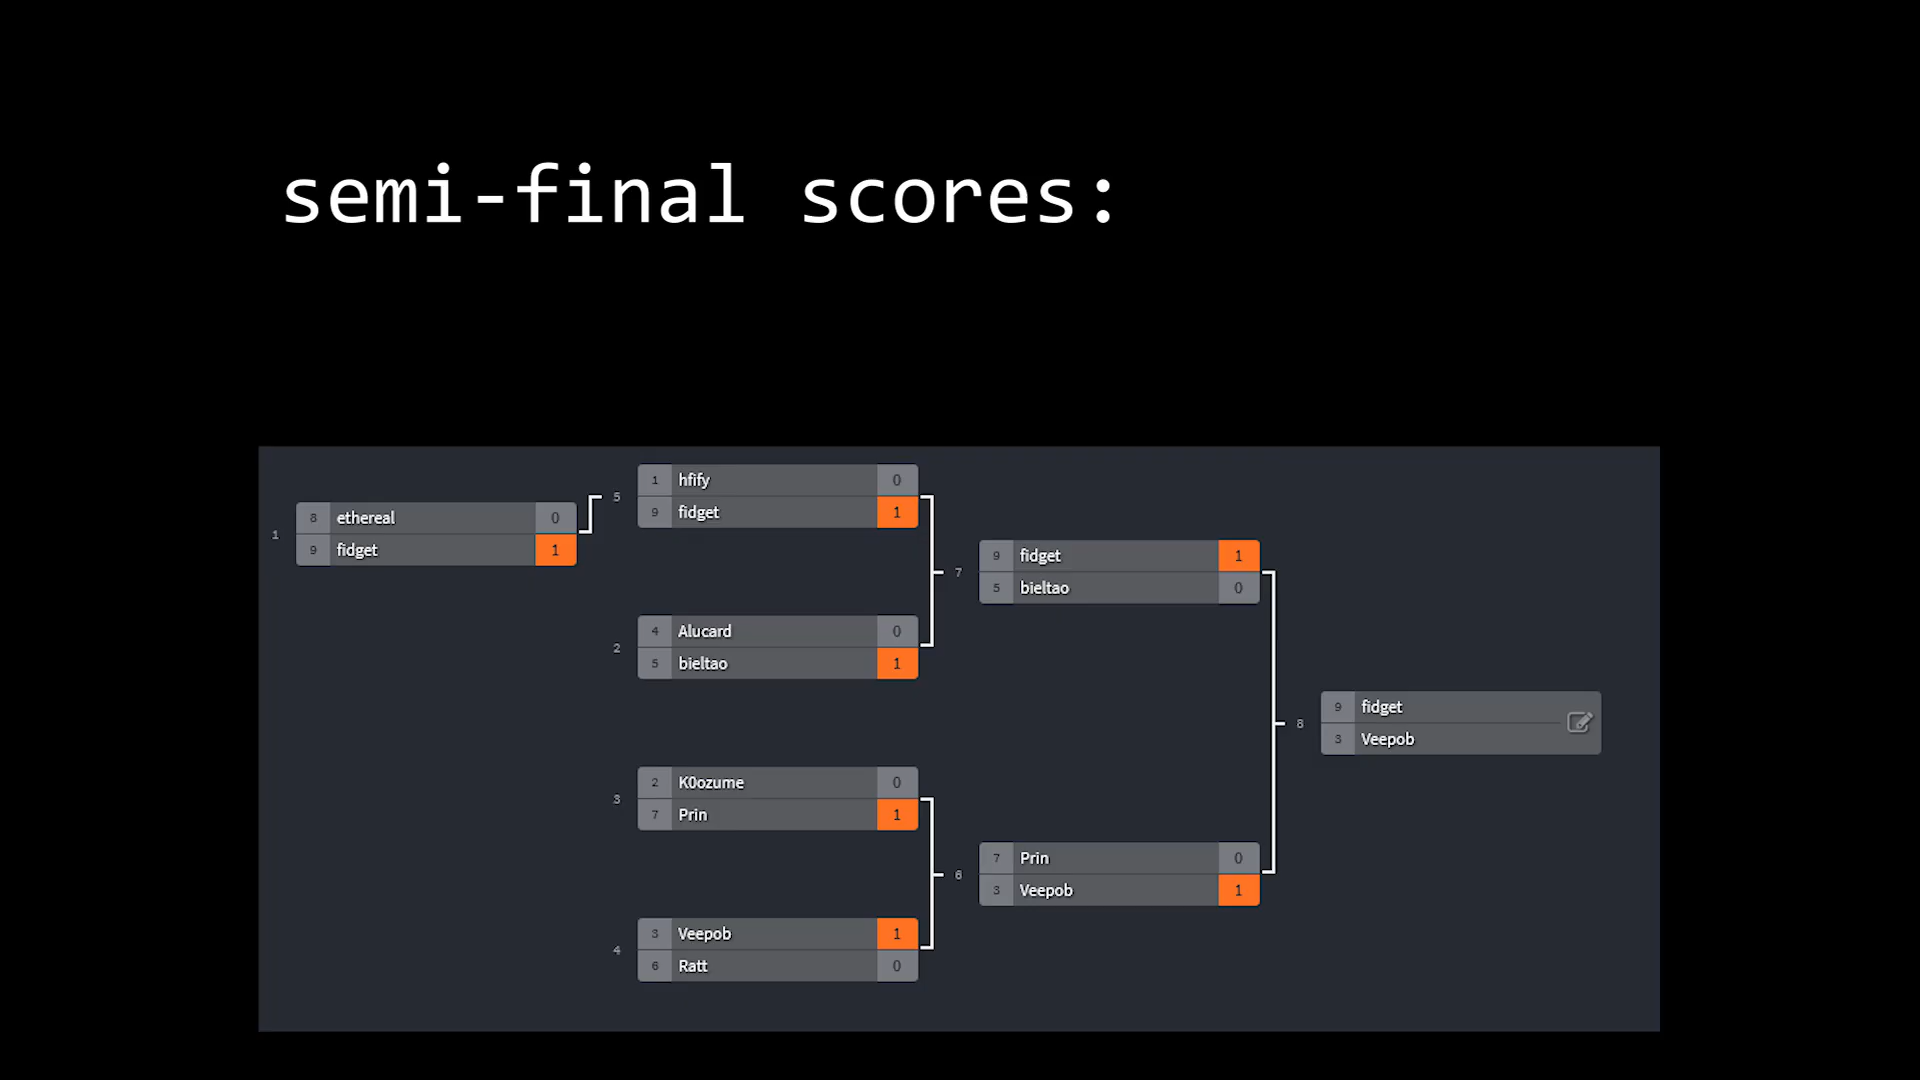 semi-final scores:
1
8 ethereal 0
9 fidget 1
5
1 hfify 0
9 fidget 1
2
4 Alucard 0
5 bieltao 1
3
2 K0ozume 0
7 Prin 1
4
3 Veepob 1
6 Ratt 0
7
9 fidget 1
5 bieltao 0
6
7 Prin 0
3 Veepob 1
8
9 fidget
3 Veepob